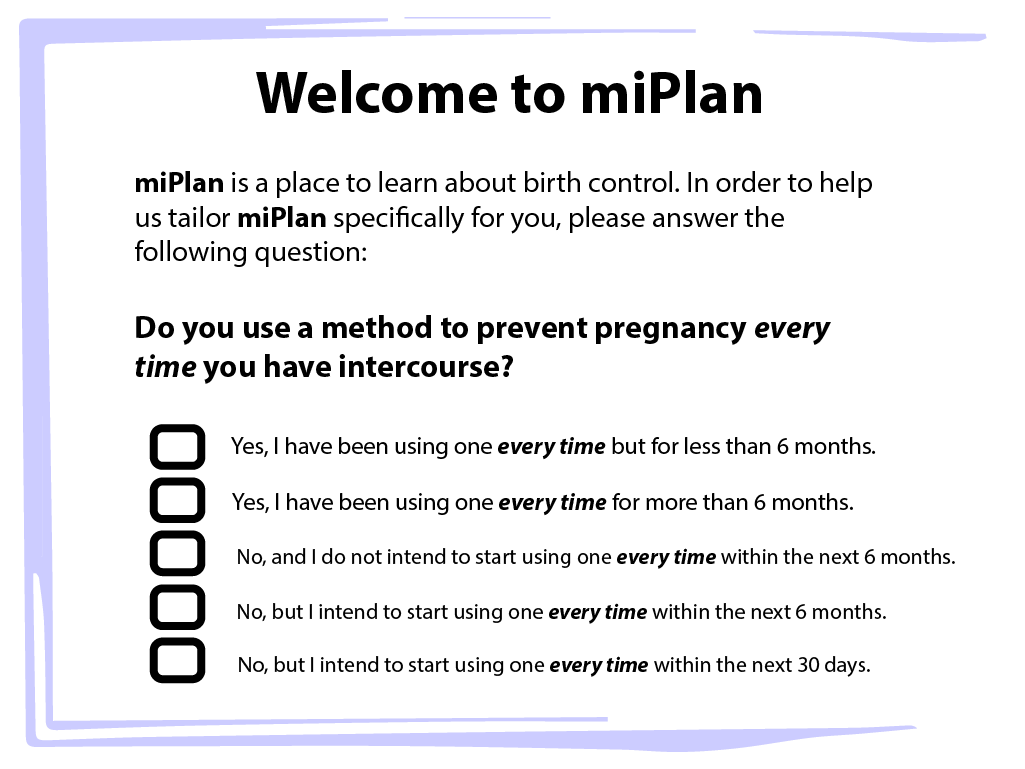 Welcome to miPlan
miPlan is a place to learn about birth control. In order to help
us tailor miPlan specifically for you, please answer the
following question:
Do you use a method to prevent pregnancy every
time you have intercourse?
Yes, I have been using one every time but for less than 6 months.
Yes, I have been using one every time for more than 6 months.
No, and I do not intend to start using one every time within the next 6 months.
No, but I intend to start using one every time within the next 6 months.
No, but I intend to start using one every time within the next 30 days.